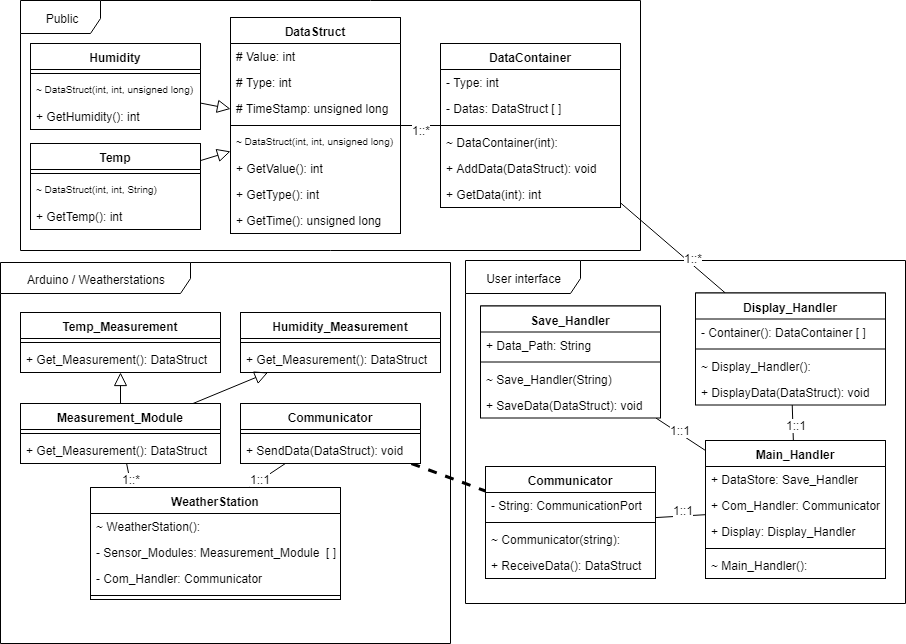 Public
Humidity
~ DataStruct(int, int, unsigned long)
+ GetHumidity(): int
Temp
~ DataStruct(int, int, String)
+ GetTemp(): int
DataStruct
# Value: int
# Type: int
# TimeStamp: unsigned long
~ DataStruct(int, int, unsigned long)
+ GetValue(): int
+ GetType(): int
+ GetTime(): unsigned long
1::*
DataContainer
- Type: int
- Datas: DataStruct [ ]
~ DataContainer(int):
+ AddData(DataStruct): void
+ GetData(int): int
1::*
Arduino / Weatherstations
Temp_Measurement
+ Get_Measurement(): DataStruct
Humidity_Measurement
+ Get_Measurement(): DataStruct
Measurement_Module
+ Get_Measurement(): DataStruct
Communicator
+ SendData(DataStruct): void
1::*
1::1
WeatherStation
~ WeatherStation():
- Sensor_Modules: Measurement_Module [ ]
- Com_Handler: Communicator
User interface
Save_Handler
+ Data_Path: String
~ Save_Handler(String)
+ SaveData(DataStruct): void
Display_Handler
- Container(): DataContainer [ ]
~ Display_Handler():
+ DisplayData(DataStruct): void
1::1
1::1
Communicator
- String: CommunicationPort
~ Communicator(string):
+ ReceiveData(): DataStruct
1::1
Main_Handler
+ DataStore: Save_Handler
+ Com_Handler: Communicator
+ Display: Display_Handler
~ Main_Handler():